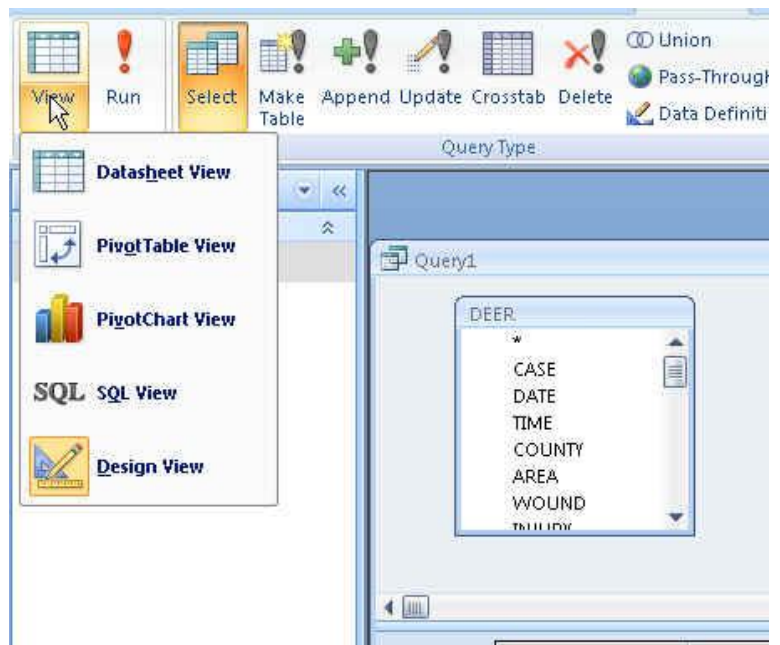 View
Run
Select
Make Table
Append
Update
Crosstab
Delete
Union
Pass-Through
Data Definiti
Query Type
Datasheet View
PivotTable View
PivotChart View
SQL SQL View
Design View
Query1
DEER
*
CASE
DATE
TIME
COUNTY
AREA
WOUND
INJURY